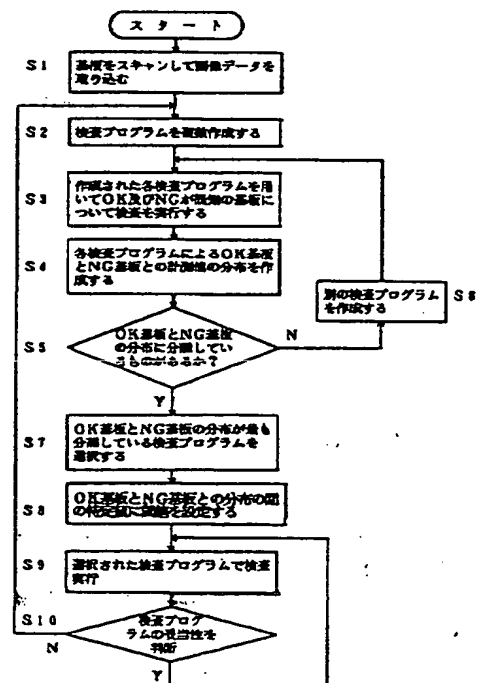 スタート
S1
基板をスキャンして画像データを
取り込む
S2
検査プログラムを複数作成する
S3
作成された各検査プログラムを用
いてOK及びNGが既知の基板に
ついて検査を実行する
S4
各検査プログラムによるOK基板
とNG基板との計測値の分布を作
成する
別の検査プログラム
を作成する
S6
S5
OK基板とNG基板
の分布に分離してい
るものがあるか?
N
Y
S7
OK基板とNG基板の分布が最も
分離している検査プログラムを
選択する
S8
OK基板とNG基板との分布の間
の特定値に閾値を設定する
S9
選択された検査プログラムで検査
実行
S10
検査プログ
ラムの妥当性を
判断
N
Y